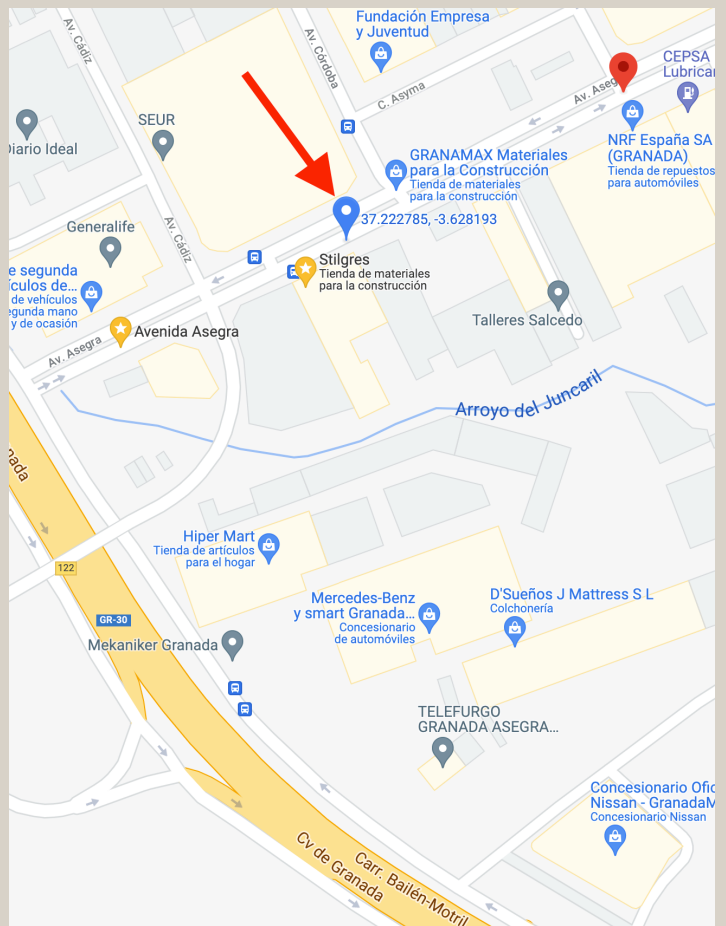 Fundación Empresa
y Juventud
Av. Cádiz
Av. Córdoba
CEPSA
C. Asyma
Av. Aseg
SEUR
Diario Ideal
NRF España SA
(GRANADA)
Tienda de repuestos
para automóviles
GRANAMAX Materiales
para la Construcción
Tienda de materiales
para la construcción
37.222785, -3.628193
Generalife
Av. Cádiz
Stilgres
Tienda de materiales
para la construcción
e segunda
ículos de...
de vehículos
egunda mano
y de ocasión
Talleres Salcedo
Avenida Asegra
Av. Asegra
Arroyo del Juncaril
nada
Hiper Mart
Tienda de artículos
para el hogar
122
Mercedes-Benz
y smart Granada...
Concesionario
de automóviles
D'Sueños J Mattress S L
Colchonería
GR-30
Mekaniker Granada
TELEFURGO
GRANADA ASEGRA...
Concesionario Ofic
Nissan - GranadaM
Concesionario Nissan
Cv de Granada
Carr. Bailén-Motril